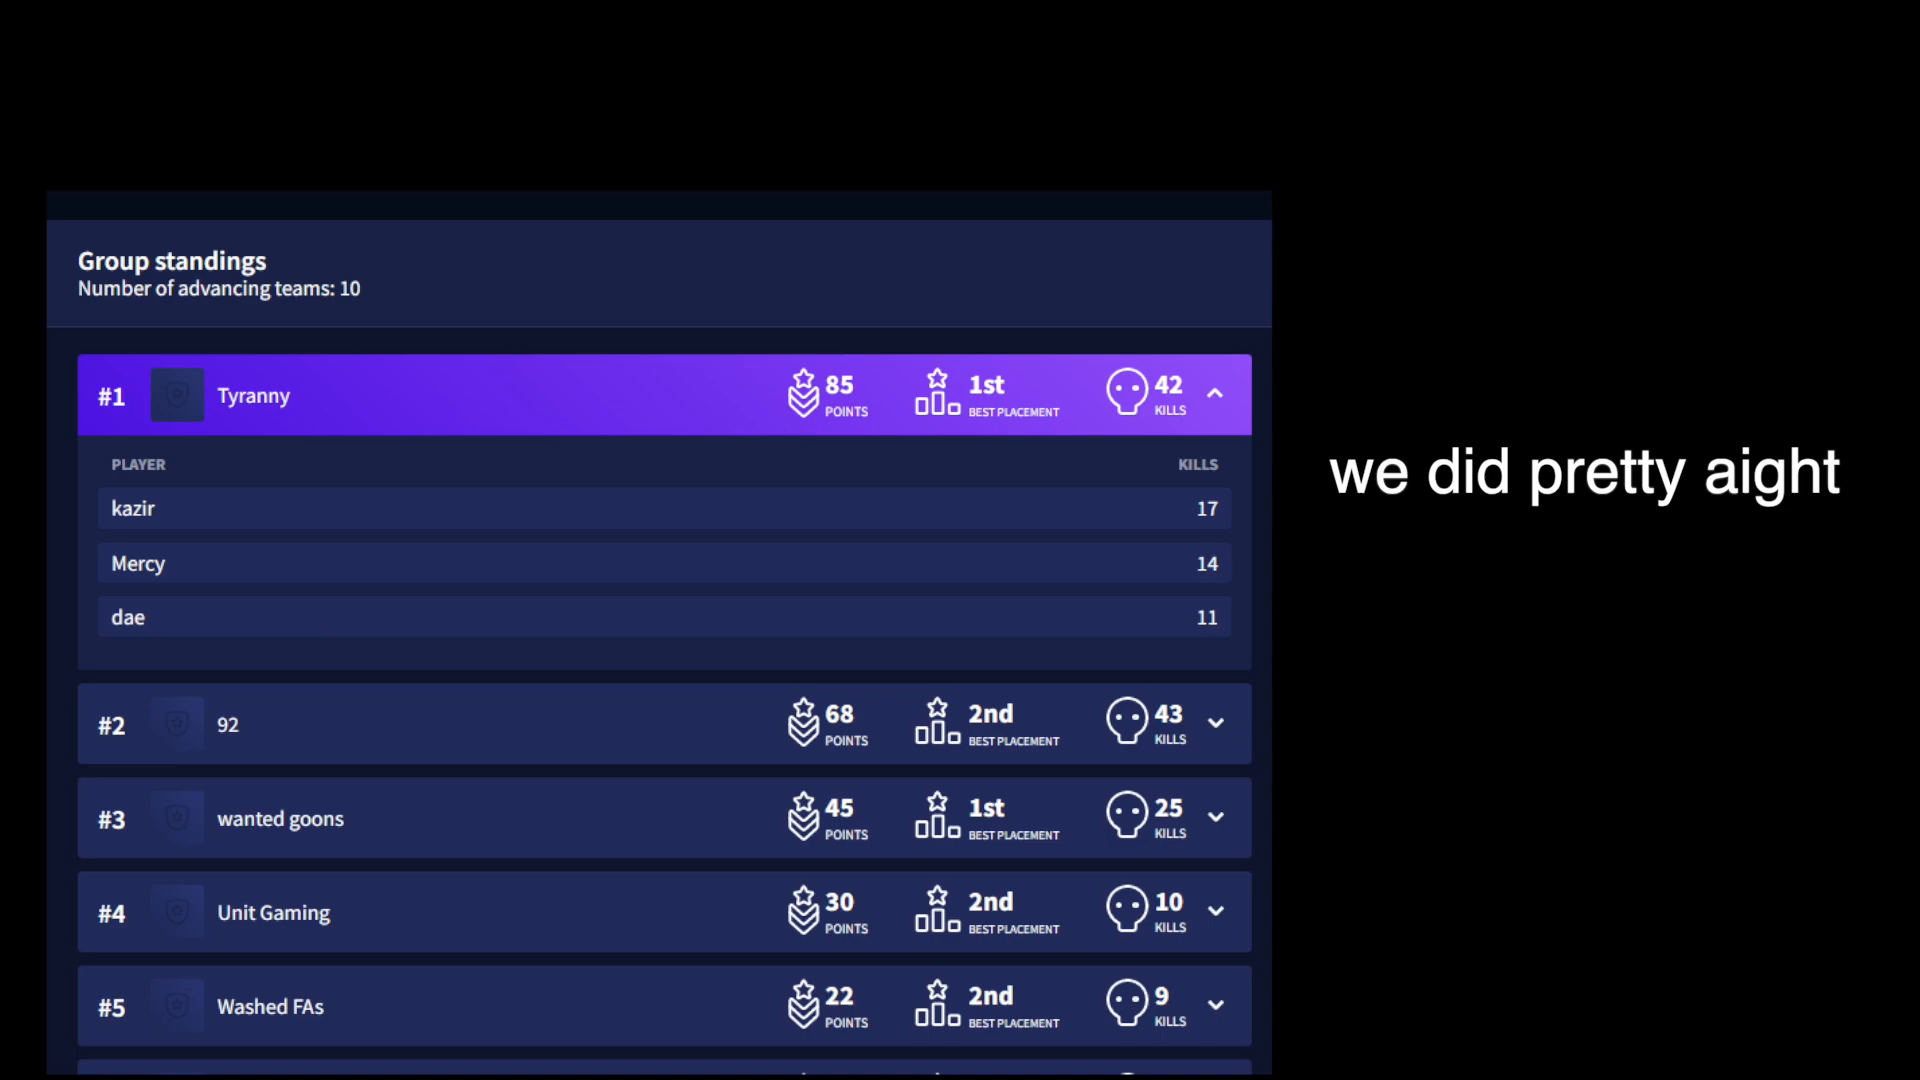 Group standings
Number of advancing teams: 10
#1 Tyranny 85 POINTS 1st BEST PLACEMENT 42 KILLS
PLAYER KILLS
kazir 17
Mercy 14
dae 11
#2 92 68 POINTS 2nd BEST PLACEMENT 43 KILLS
#3 wanted goons 45 POINTS 1st BEST PLACEMENT 25 KILLS
#4 Unit Gaming 30 POINTS 2nd BEST PLACEMENT 10 KILLS
#5 Washed FAs 22 POINTS 2nd BEST PLACEMENT 9 KILLS
we did pretty aight